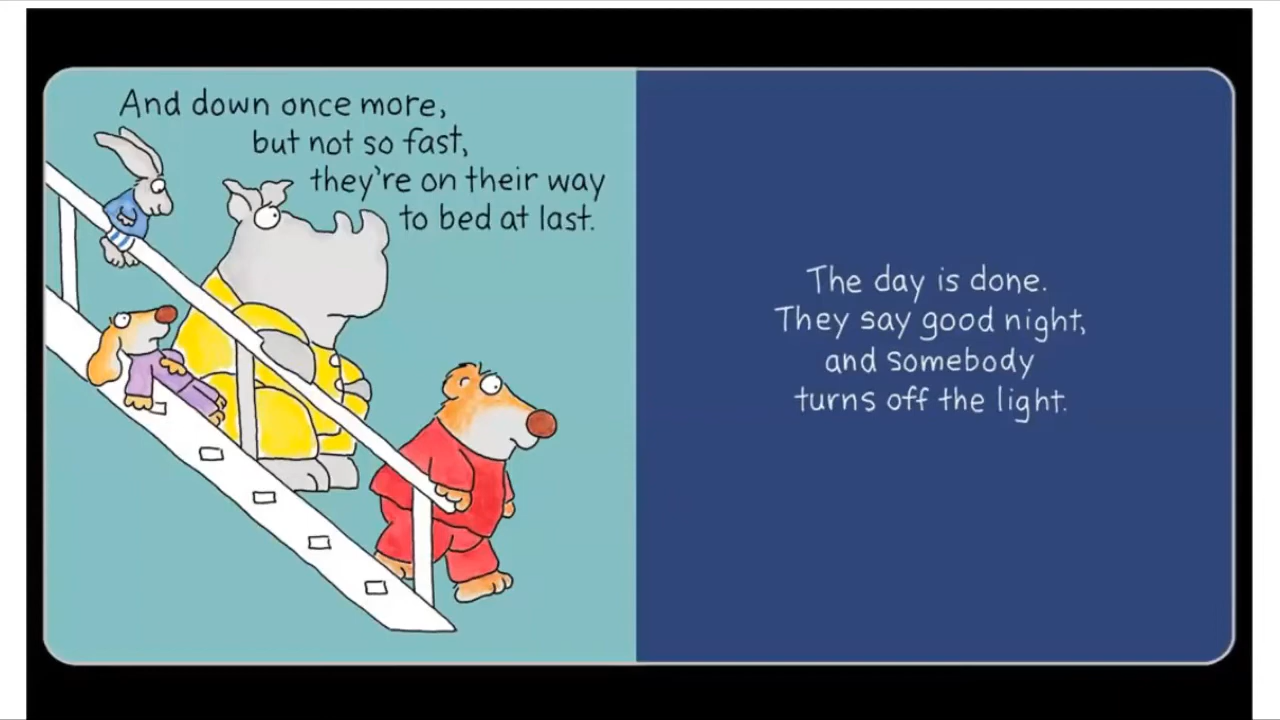 And down once more,
but not so fast,
they're on their way
to bed at last.
The day is done.
They say good night,
and somebody
turns off the light.